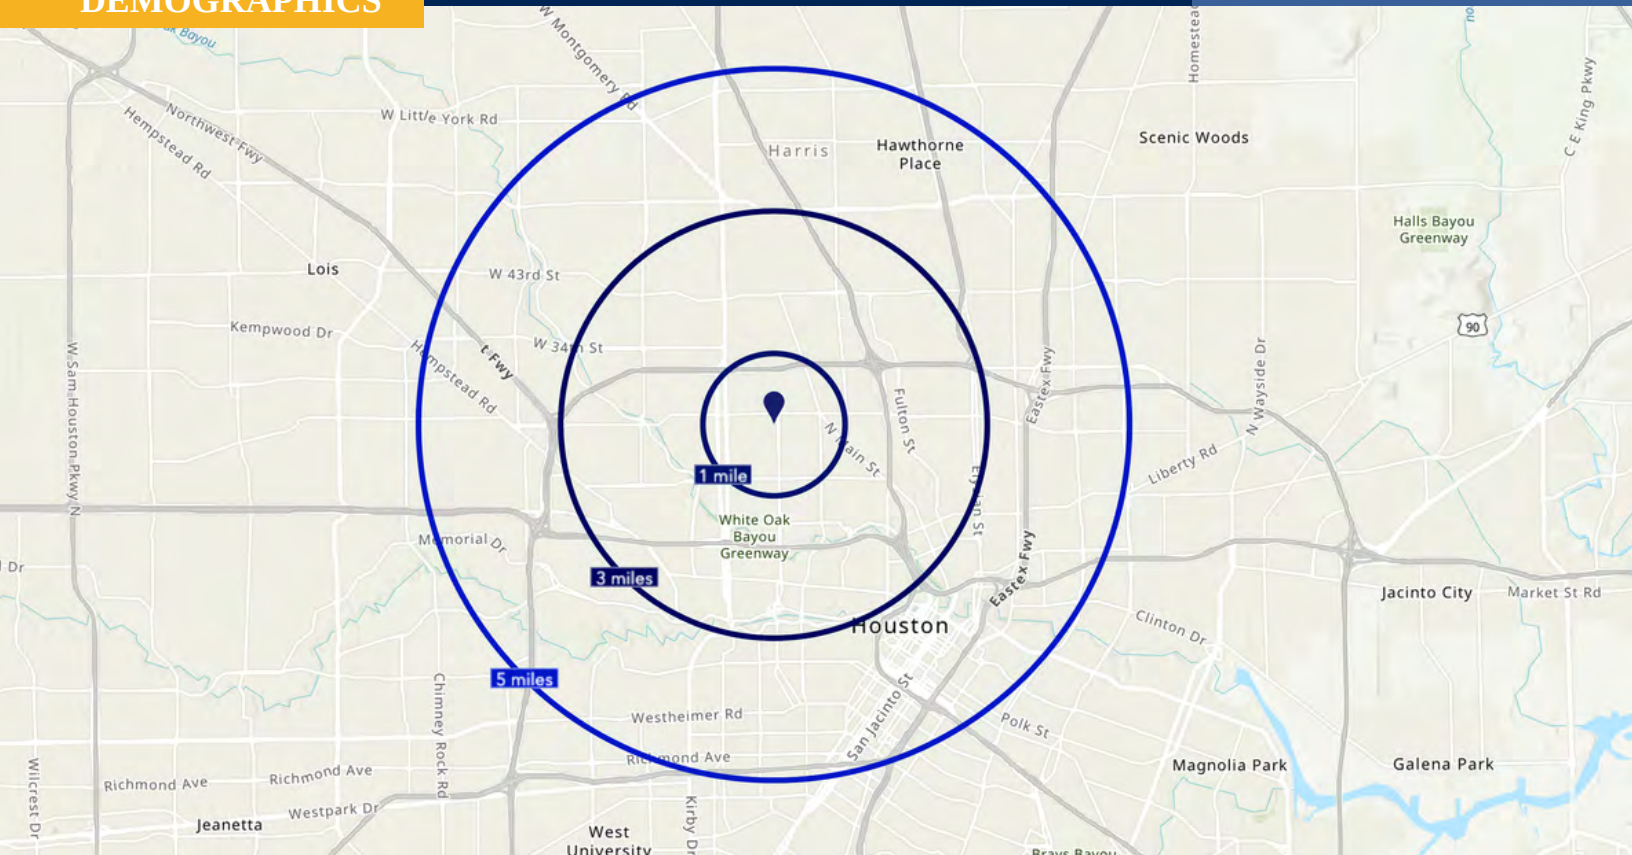 DEMOGRAPHICS
Bayou
W Montgomery Rd
Homestead
W Little York Rd
Northwest Fwy
Hempstead Rd
Harris
Hawthorne
Place
Scenic Woods
C E King Pkwy
Halls Bayou
Greenway
Lois
W 43rd St
Kempwood Dr
90
W 34th St
t Fwy
Hempstead Rd
W Sam Houston Pkwy N
Eastex Fwy
N Wayside Dr
Fulton St
N Main St
1 mile
Liberty Rd
Elysian St
White Oak
Bayou
Greenway
Memorial Dr
Dr
Eastex Fwy
3 miles
Jacinto City
Market St Rd
Houston
Clinton Dr
5 miles
Chimney Rock Rd
San Jacinto St
Westheimer Rd
Polk St
Richmond Ave
Magnolia Park
Galena Park
Wilcrest Dr
Richmond Ave
Richmond Ave
Westpark Dr
Kirby Dr
Jeanetta
West
University
Brays Bayou